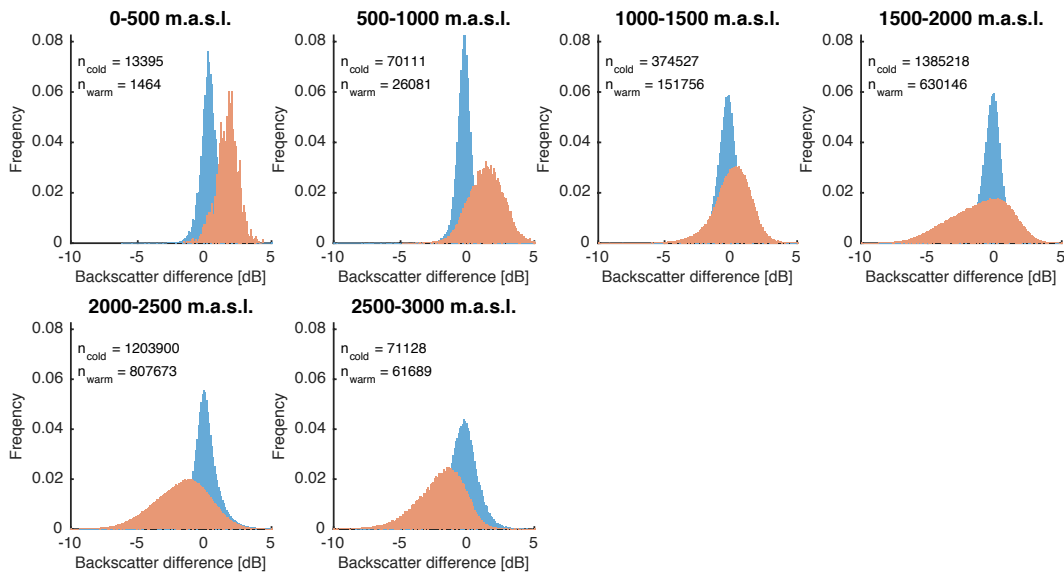 0-500 m.a.s.l.
0.08
0.06
0.04
0.02
0
Freqency
n_cold = 13395
n_warm = 1464
-10 -5 0 5
Backscatter difference [dB]
500-1000 m.a.s.l.
0.08
0.06
0.04
0.02
0
Freqency
n_cold = 70111
n_warm = 26081
-10 -5 0 5
Backscatter difference [dB]
1000-1500 m.a.s.l.
0.08
0.06
0.04
0.02
0
Freqency
n_cold = 374527
n_warm = 151756
-10 -5 0 5
Backscatter difference [dB]
1500-2000 m.a.s.l.
0.08
0.06
0.04
0.02
0
Freqency
n_cold = 1385218
n_warm = 630146
-10 -5 0 5
Backscatter difference [dB]
2000-2500 m.a.s.l.
0.08
0.06
0.04
0.02
0
Freqency
n_cold = 1203900
n_warm = 807673
-10 -5 0 5
Backscatter difference [dB]
2500-3000 m.a.s.l.
0.08
0.06
0.04
0.02
0
Freqency
n_cold = 71128
n_warm = 61689
-10 -5 0 5
Backscatter difference [dB]